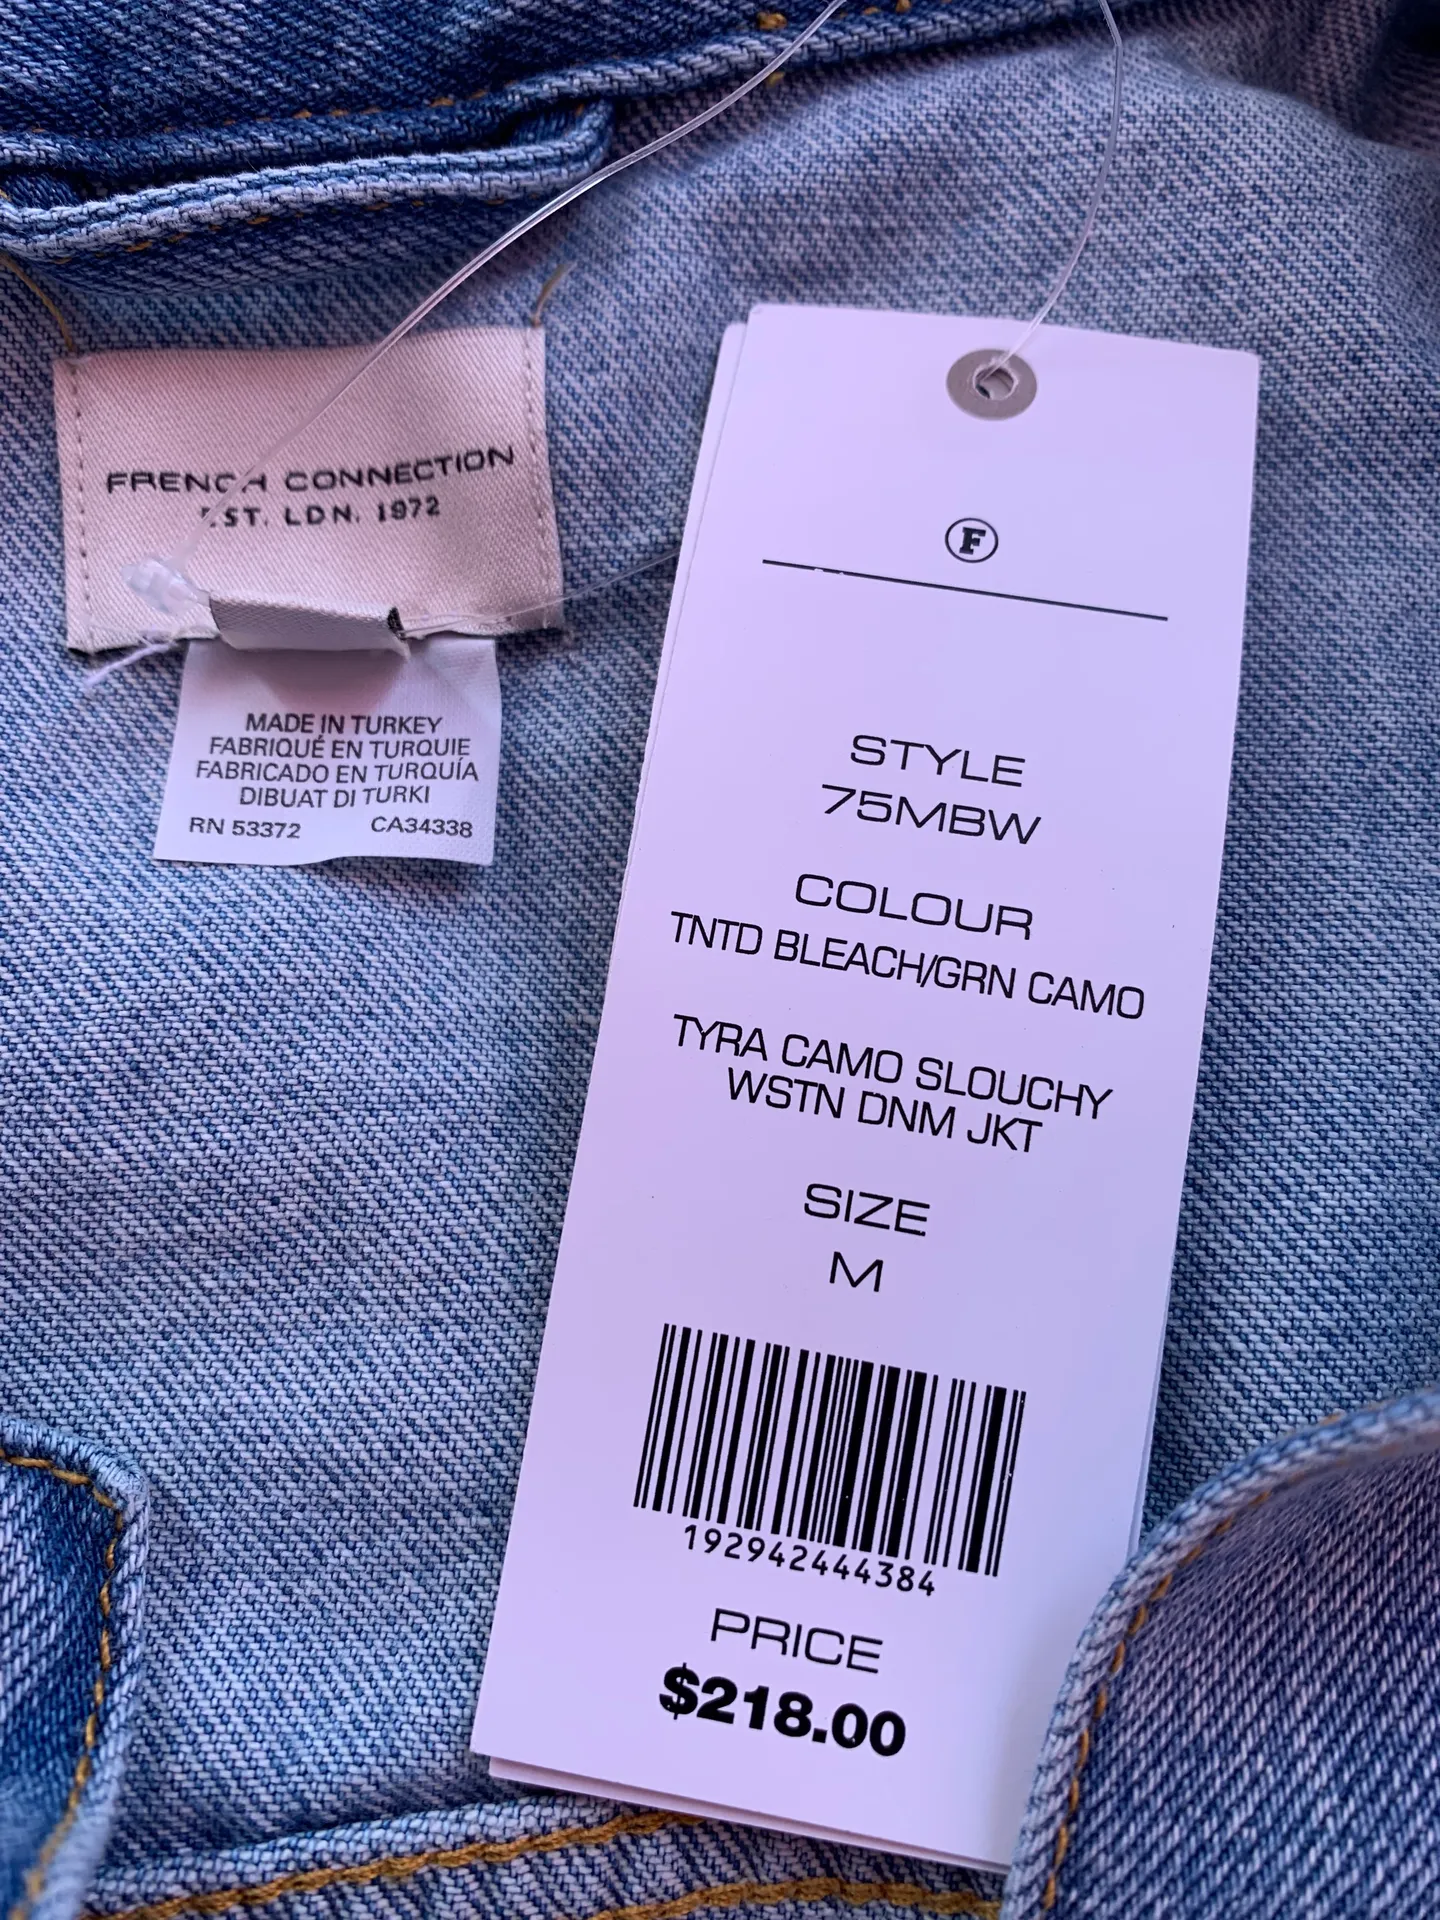 FRENCH CONNECTION
EST. LDN. 1972
MADE IN TURKEY
FABRIQUÉ EN TURQUIE
FABRICADO EN TURQUÍA
DIBUAT DI TURKI
RN 53372 CA34338
F
STYLE
75MBW
COLOUR
TNTD BLEACH/GRN CAMO
TYRA CAMO SLOUCHY
WSTN DNM JKT
SIZE
M
192942444384
PRICE
$218.00